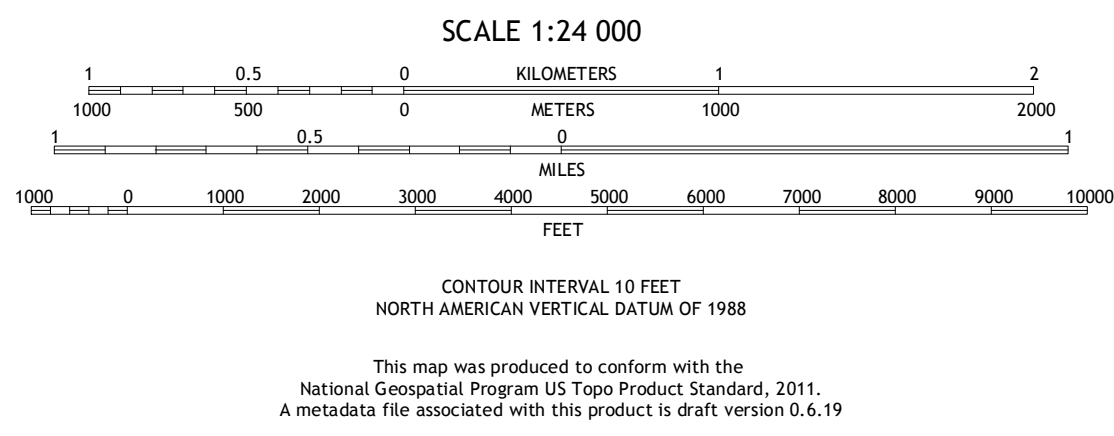 SCALE 1:24 000
1 0.5 0 KILOMETERS 1 2
1000 500 0 METERS 1000 2000
1 0.5 0 1
MILES
1000 0 1000 2000 3000 4000 5000 6000 7000 8000 9000 10000
FEET
CONTOUR INTERVAL 10 FEET
NORTH AMERICAN VERTICAL DATUM OF 1988
This map was produced to conform with the
National Geospatial Program US Topo Product Standard, 2011.
A metadata file associated with this product is draft version 0.6.19